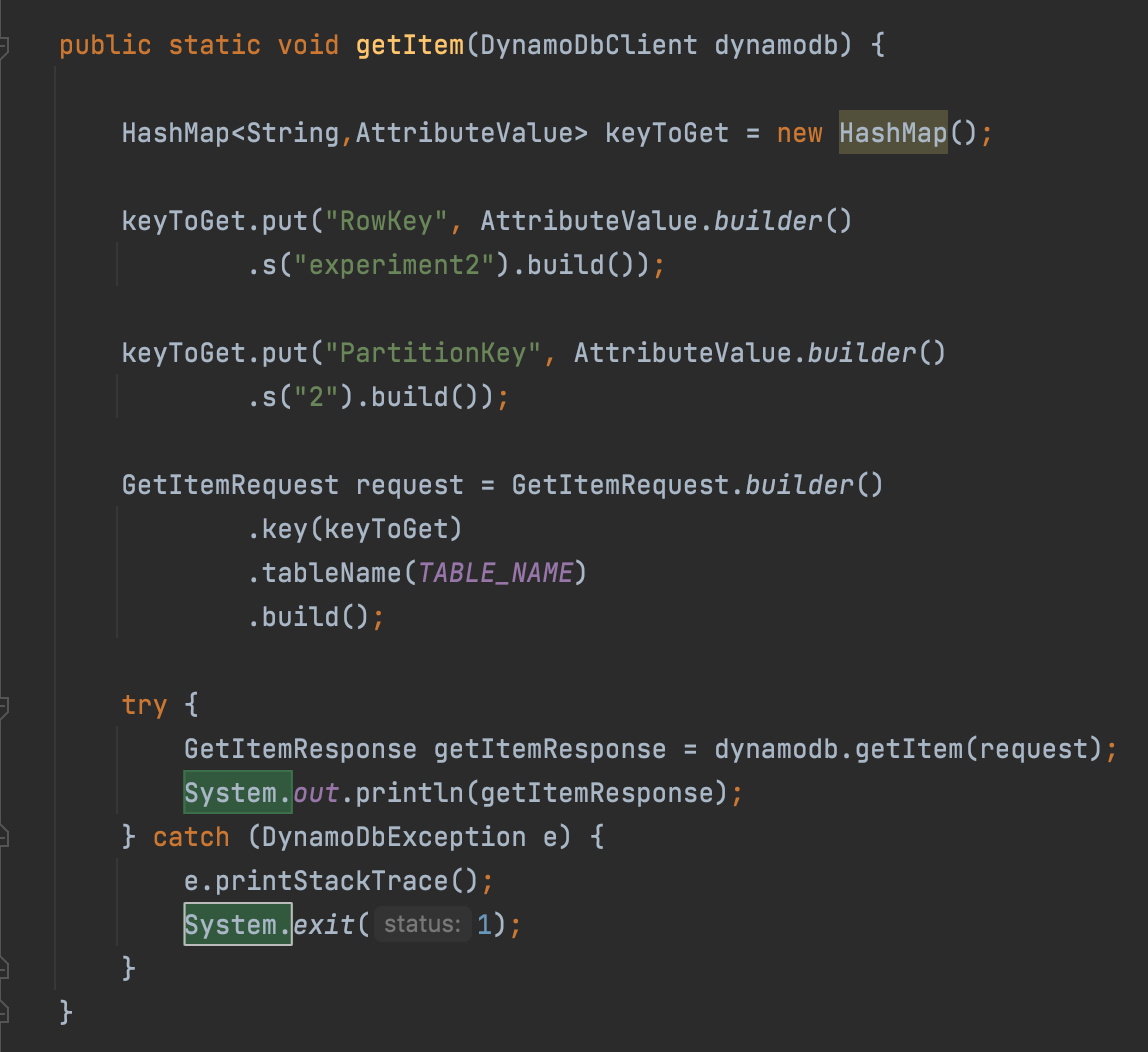 public static void getItem(DynamoDbClient dynamodb) {
HashMap<String,AttributeValue> keyToGet = new HashMap();
keyToGet.put("RowKey", AttributeValue.builder()
.s("experiment2").build());
keyToGet.put("PartitionKey", AttributeValue.builder()
.s("2").build());
GetItemRequest request = GetItemRequest.builder()
.key(keyToGet)
.tableName(TABLE_NAME)
.build();
try {
GetItemResponse getItemResponse = dynamodb.getItem(request);
System.out.println(getItemResponse);
} catch (DynamoDbException e) {
e.printStackTrace();
System.exit( status: 1);
}
}